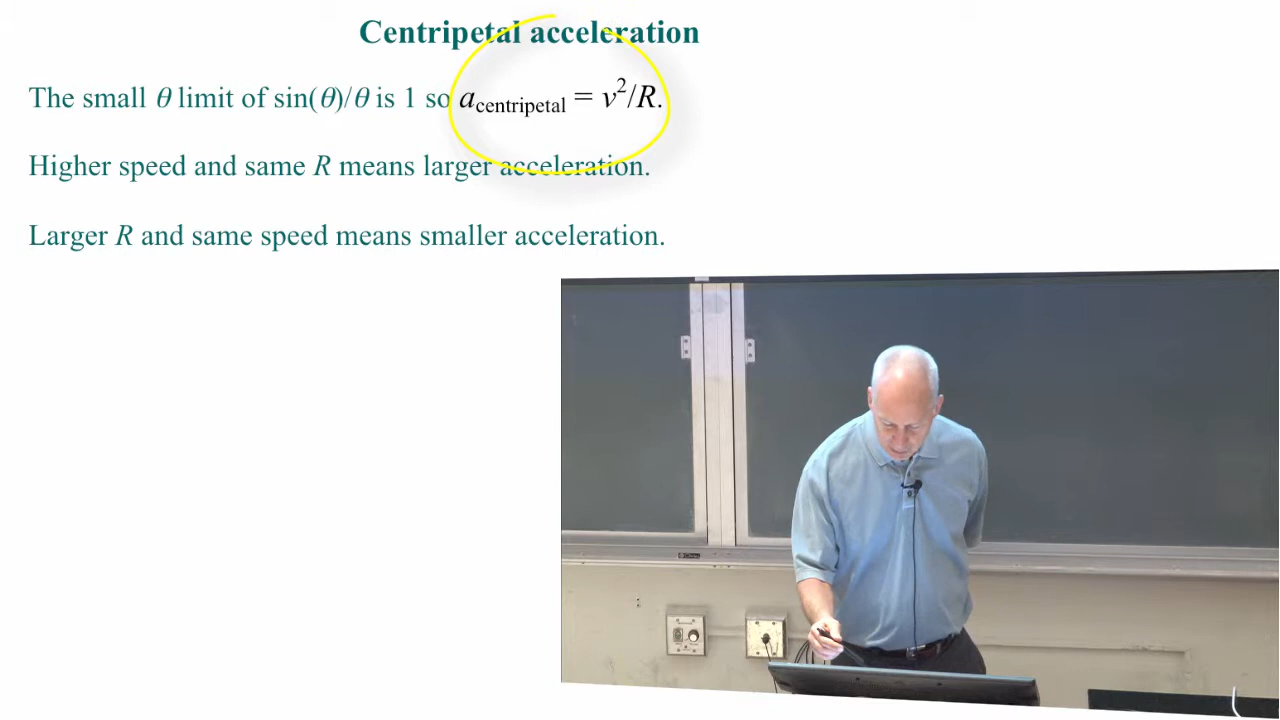 Centripetal acceleration
The small θ limit of sin(θ)/θ is 1 so a_centripetal = v²/R.
Higher speed and same R means larger acceleration.
Larger R and same speed means smaller acceleration.